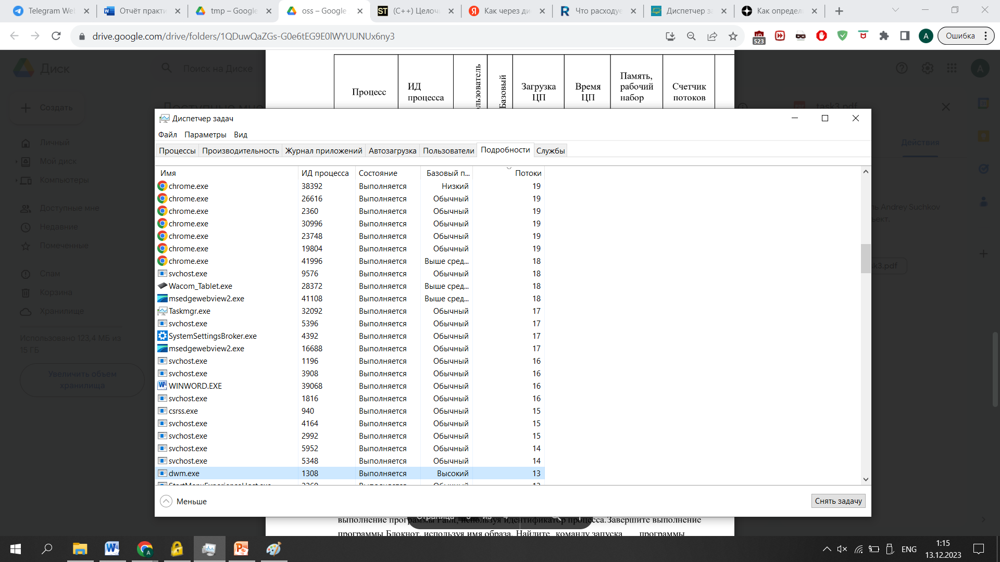 Telegram Wel
Отчёт практи
tmp – Google
oss – Google
(C++) Целоч
Как через ди
Что расходуе
Диспетчер за
Как определ
drive.google.com/drive/folders/1QDuwQaZGs-G0e6tEG9E0lWYUUNUx6ny3
523
A
Ошибка
Диск
Поиск на Диске
A
Процесс
ИД
процесса
ользователь
Базовый
Загрузка
ЦП
Время
ЦП
Память,
рабочий
набор
Счетчик
потоков
Создать
Доступные мне
task3.pdf
Личный
Мой диск
Компьютеры
Доступные мне
Недавние
Помеченные
Спам
Корзина
Хранилище
Использовано 123,4 МБ из
15 ГБ
Увеличить объем
хранилища
Действия
ль Andrey Suchkov
ъект.
sk3.pdf
Диспетчер задач
Файл Параметры Вид
Процессы Производительность Журнал приложений Автозагрузка Пользователи Подробности Службы
Имя ИД процесса Состояние Базовый п... Потоки
chrome.exe 38392 Выполняется Низкий 19
chrome.exe 26616 Выполняется Обычный 19
chrome.exe 2360 Выполняется Обычный 19
chrome.exe 30996 Выполняется Обычный 19
chrome.exe 23748 Выполняется Обычный 19
chrome.exe 19804 Выполняется Обычный 19
chrome.exe 41996 Выполняется Выше сред... 18
svchost.exe 9576 Выполняется Обычный 18
Wacom_Tablet.exe 28372 Выполняется Выше сред... 18
msedgewebview2.exe 41108 Выполняется Выше сред... 18
Taskmgr.exe 32092 Выполняется Обычный 17
svchost.exe 5396 Выполняется Обычный 17
SystemSettingsBroker.exe 4392 Выполняется Обычный 17
msedgewebview2.exe 16688 Выполняется Обычный 17
svchost.exe 1196 Выполняется Обычный 16
svchost.exe 3908 Выполняется Обычный 16
WINWORD.EXE 39068 Выполняется Обычный 16
svchost.exe 1816 Выполняется Обычный 16
csrss.exe 940 Выполняется Обычный 15
svchost.exe 4164 Выполняется Обычный 15
svchost.exe 2992 Выполняется Обычный 15
svchost.exe 5952 Выполняется Обычный 14
svchost.exe 5348 Выполняется Обычный 14
dwm.exe 1308 Выполняется Высокий 13
Меньше
Снять задачу
выполнение программы Paint, используя идентификатор процесса.Завершите выполнение
программы Блокнот, используя имя образа. Найдите команду запуска программы
ENG
1:15
13.12.2023